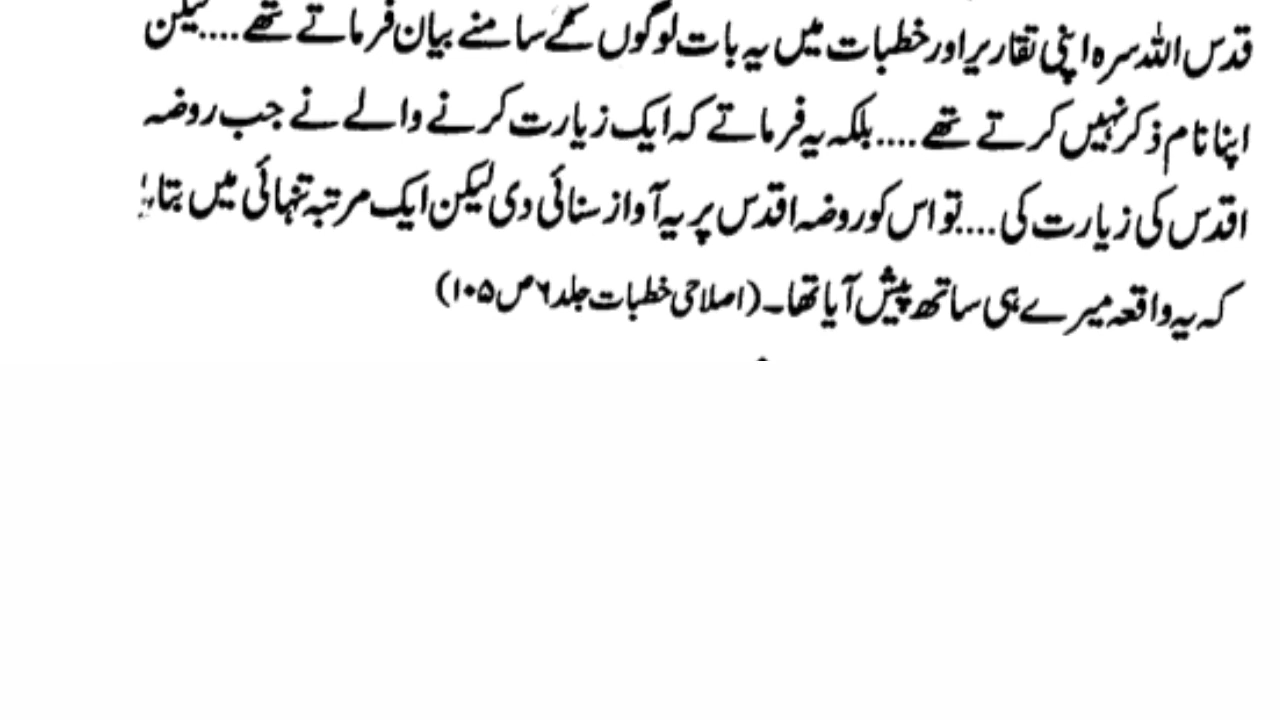 قدس اللہ سرہ اپنی تقاریر اور خطبات میں یہ بات لوگوں کے سامنے بیان فرماتے تھے....لیکن
اپنا نام ذکر نہیں کرتے تھے....بلکہ یہ فرماتے کہ ایک زیارت کرنے والے نے جب روضہ
اقدس کی زیارت کی....تو اس کو روضہ اقدس پر یہ آواز سنائی دی لیکن ایک مرتبہ تنہائی میں بتایا
کہ یہ واقعہ میرے ہی ساتھ پیش آیا تھا۔(اصلاحی خطبات جلد ۶ ص ۱۰۵)